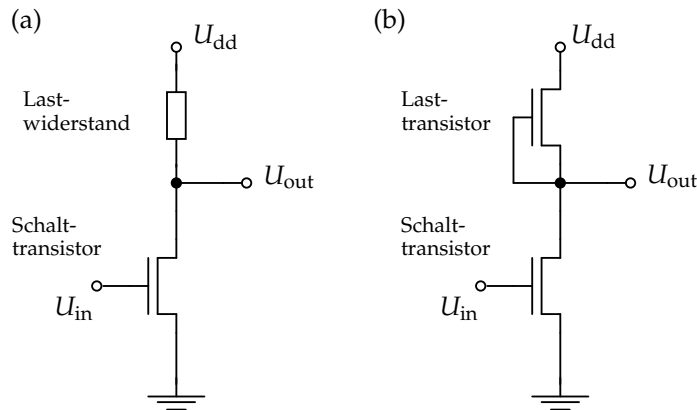 (a)
U_dd
Last-
widerstand
U_out
Schalt-
transistor
U_in
(b)
U_dd
Last-
transistor
U_out
Schalt-
transistor
U_in